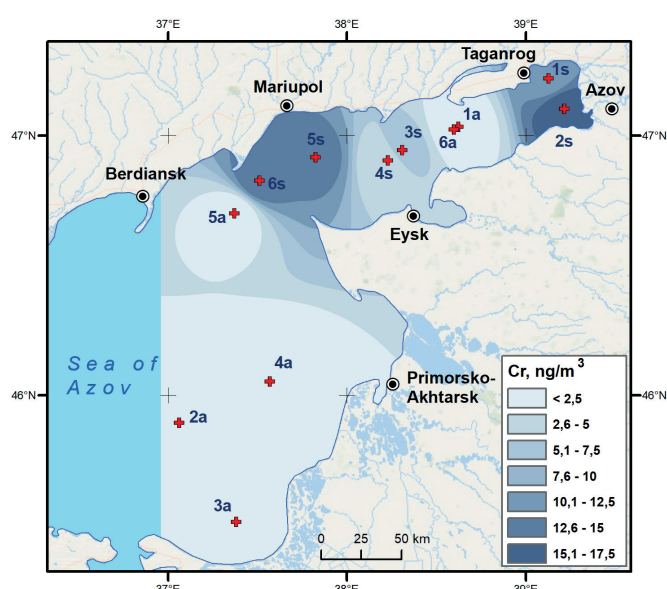 37°E 38°E 39°E
Taganrog
1s
Azov
Mariupol
47°N 47°N
1a
6a
3s
4s
2s
5s
6s
Berdiansk
5a
Eysk
Sea of
Azov
4a
2a
3a
46°N 46°N
Primorsko-
Akhtarsk
Cr, ng/m³
< 2,5
2,6 - 5
5,1 - 7,5
7,6 - 10
10,1 - 12,5
12,6 - 15
15,1 - 17,5
0 25 50 km
37°E 38°E 39°E